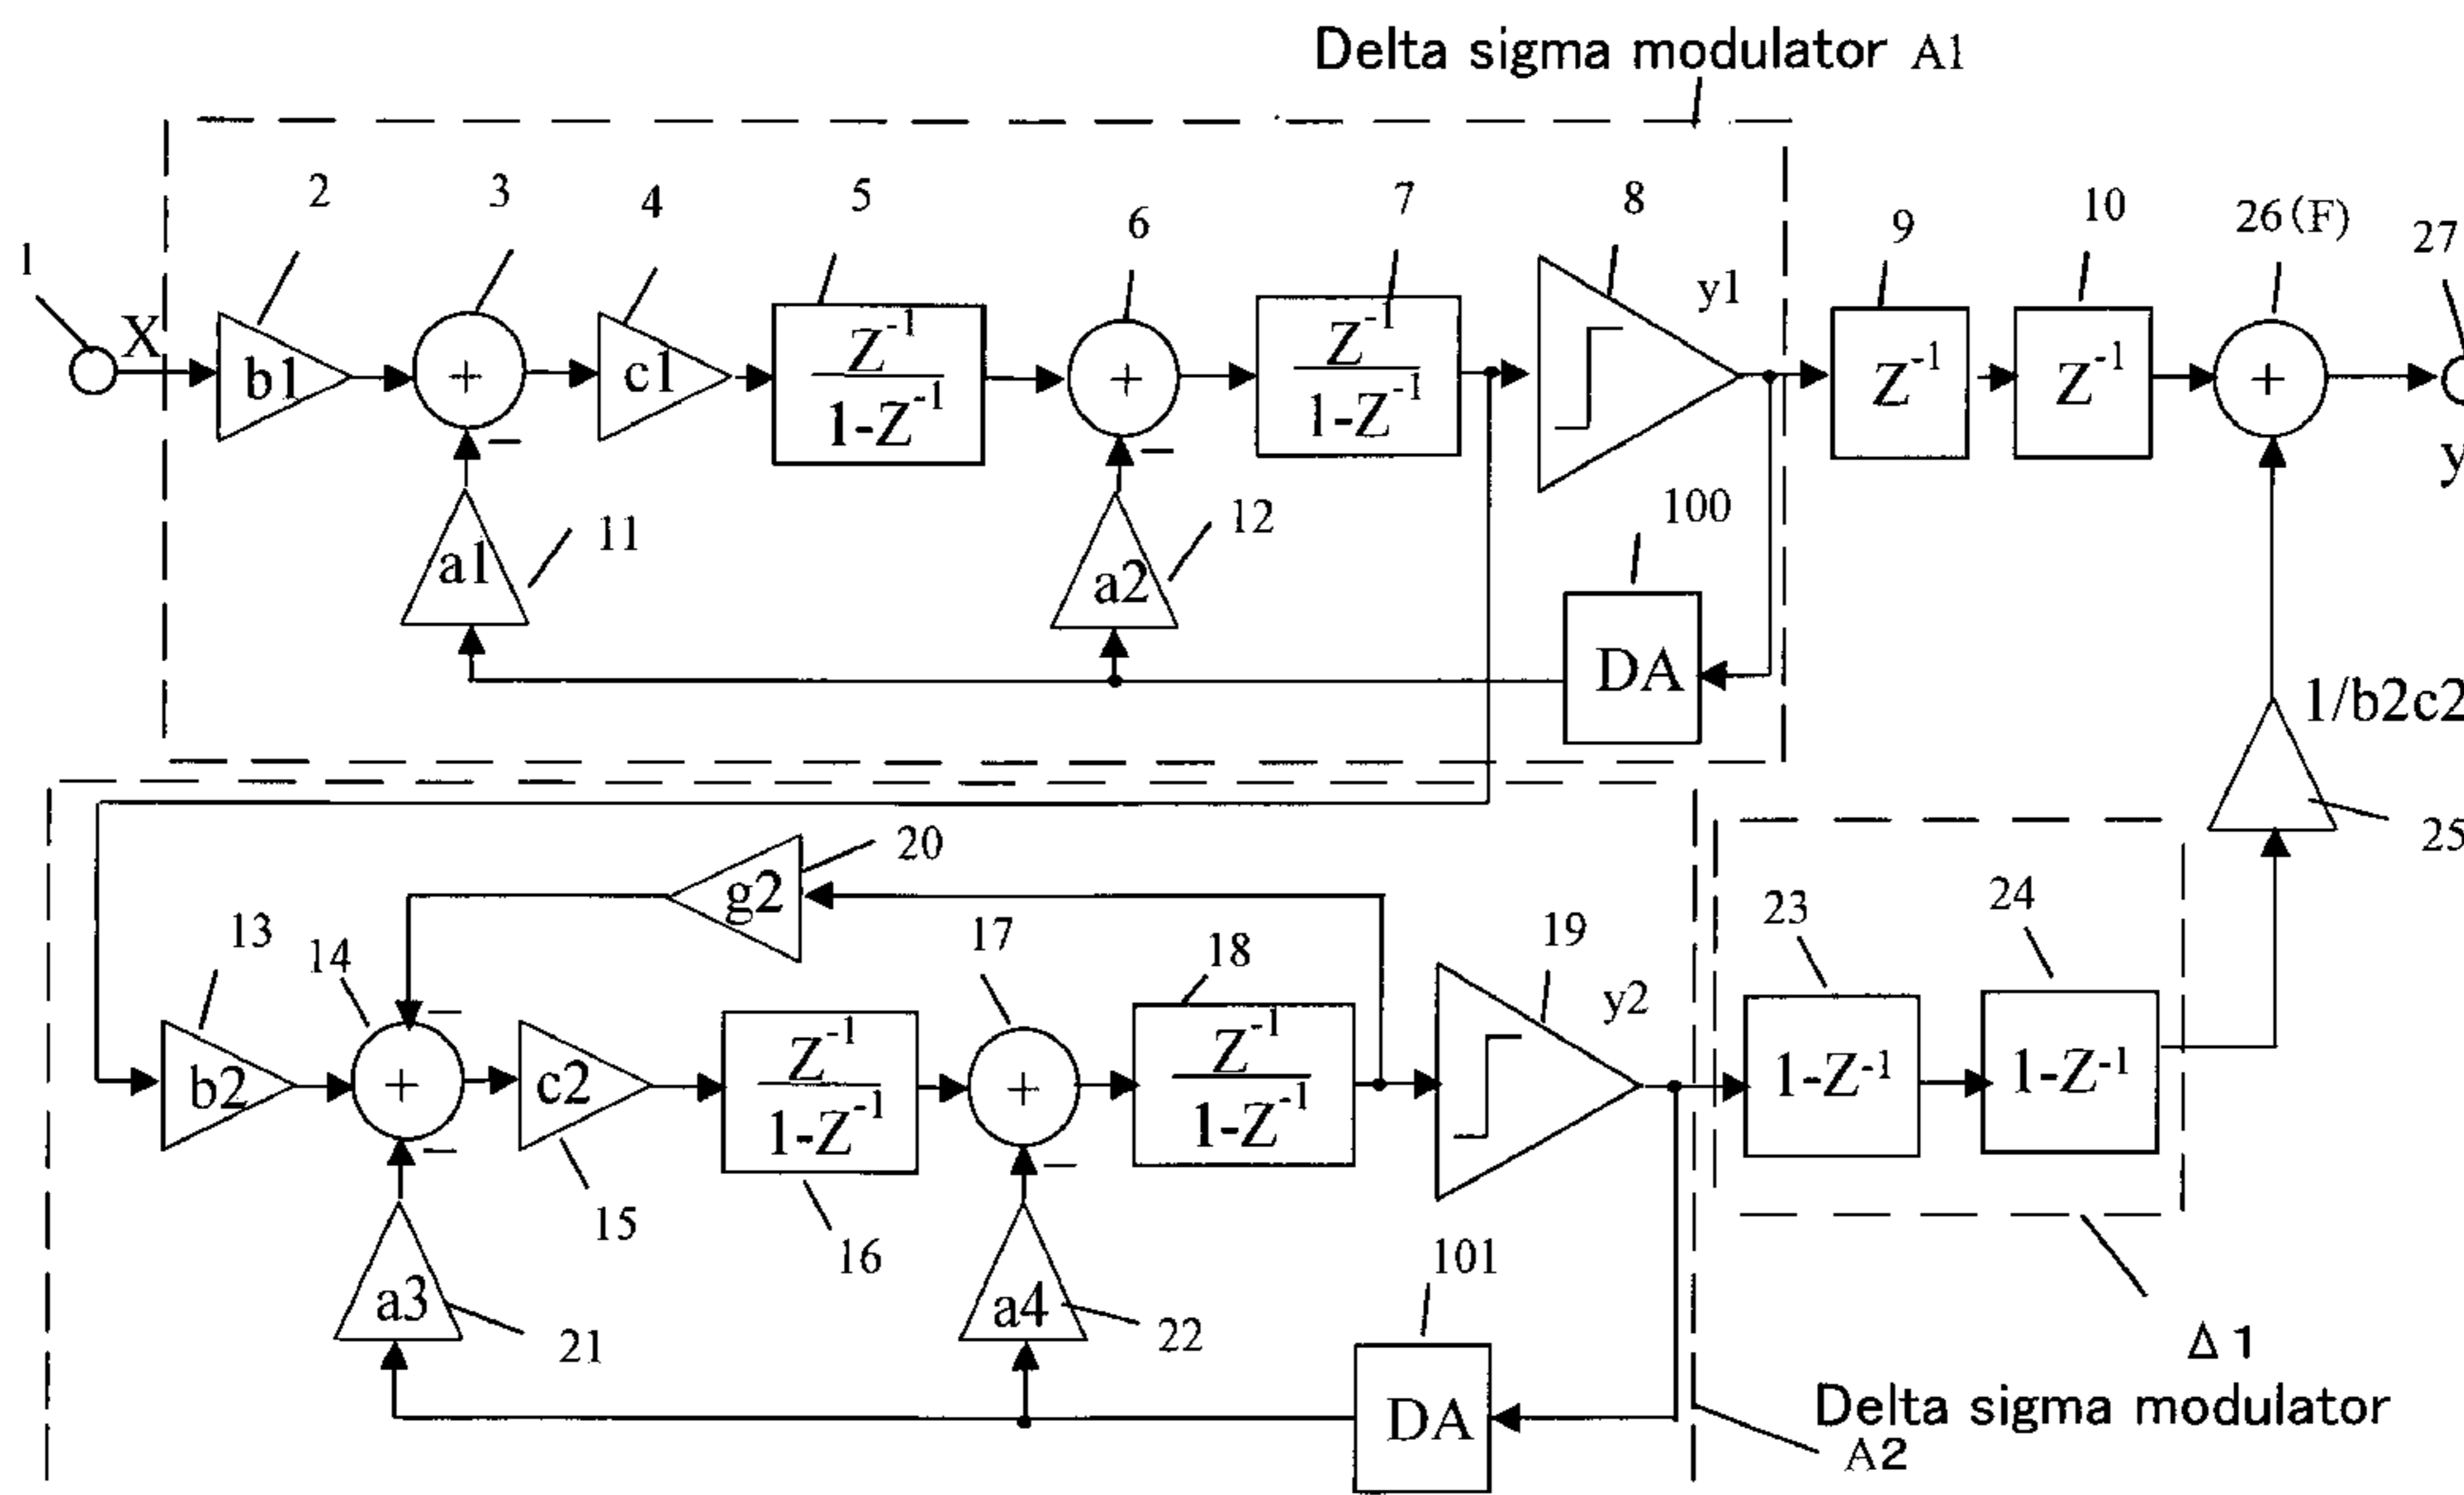 Delta sigma modulator A1
1
2
3
4
5
6
7
8
9
10
26(F)
27
X
b1
+
c1
Z-1
1-Z-1
+
Z-1
1-Z-1
y1
Z-1
Z-1
+
y
−
−
a1
11
a2
12
100
DA
1/b2c2
25
g2
20
13
14
17
18
19
23
24
−
b2
+
c2
Z-1
1-Z-1
+
Z-1
1-Z-1
y2
1-Z-1
1-Z-1
−
−
15
16
a3
21
a4
22
101
DA
Δ1
Delta sigma modulator
A2